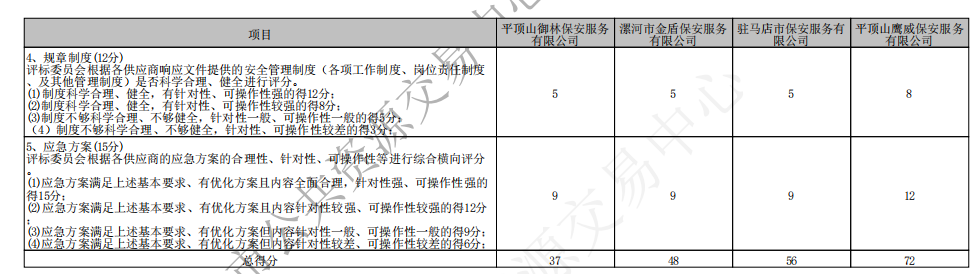 项目 平顶山御林保安服务有限公司 漯河市金盾保安服务有限公司 驻马店市保安服务有限公司 平顶山鹰威保安服务有限公司
4、规章制度(12分)
评标委员会根据各供应商响应文件提供的安全管理制度（各项工作制度、岗位责任制度
、及其他管理制度）是否科学合理、健全进行评分。
(1)制度科学合理、健全，有针对性、可操作性强的得12分；
(2)制度科学合理、健全，有针对性、可操作性较强的得8分；
(3)制度不够科学合理、不够健全，针对性一般、可操作性一般的得5分；
（4）制度不够科学合理、不够健全，针对性、可操作性较差的得3分；
5 5 5 8
5、应急方案(15分)
评标委员会根据各供应商的应急方案的合理性、针对性、可操作性等进行综合横向评分
。
(1)应急方案满足上述基本要求、有优化方案且内容全面合理，针对性强、可操作性强的
得15分；
(2)应急方案满足上述基本要求、有优化方案且内容针对性较强、可操作性较强的得12分
；
(3)应急方案满足上述基本要求、有优化方案但内容针对性一般、可操作性一般的得9分；
(4)应急方案满足上述基本要求、有优化方案但内容针对性较差、可操作性较差的得6分；
9 9 9 12
总得分 37 48 56 72
市公共资源交易中心
源交易中心